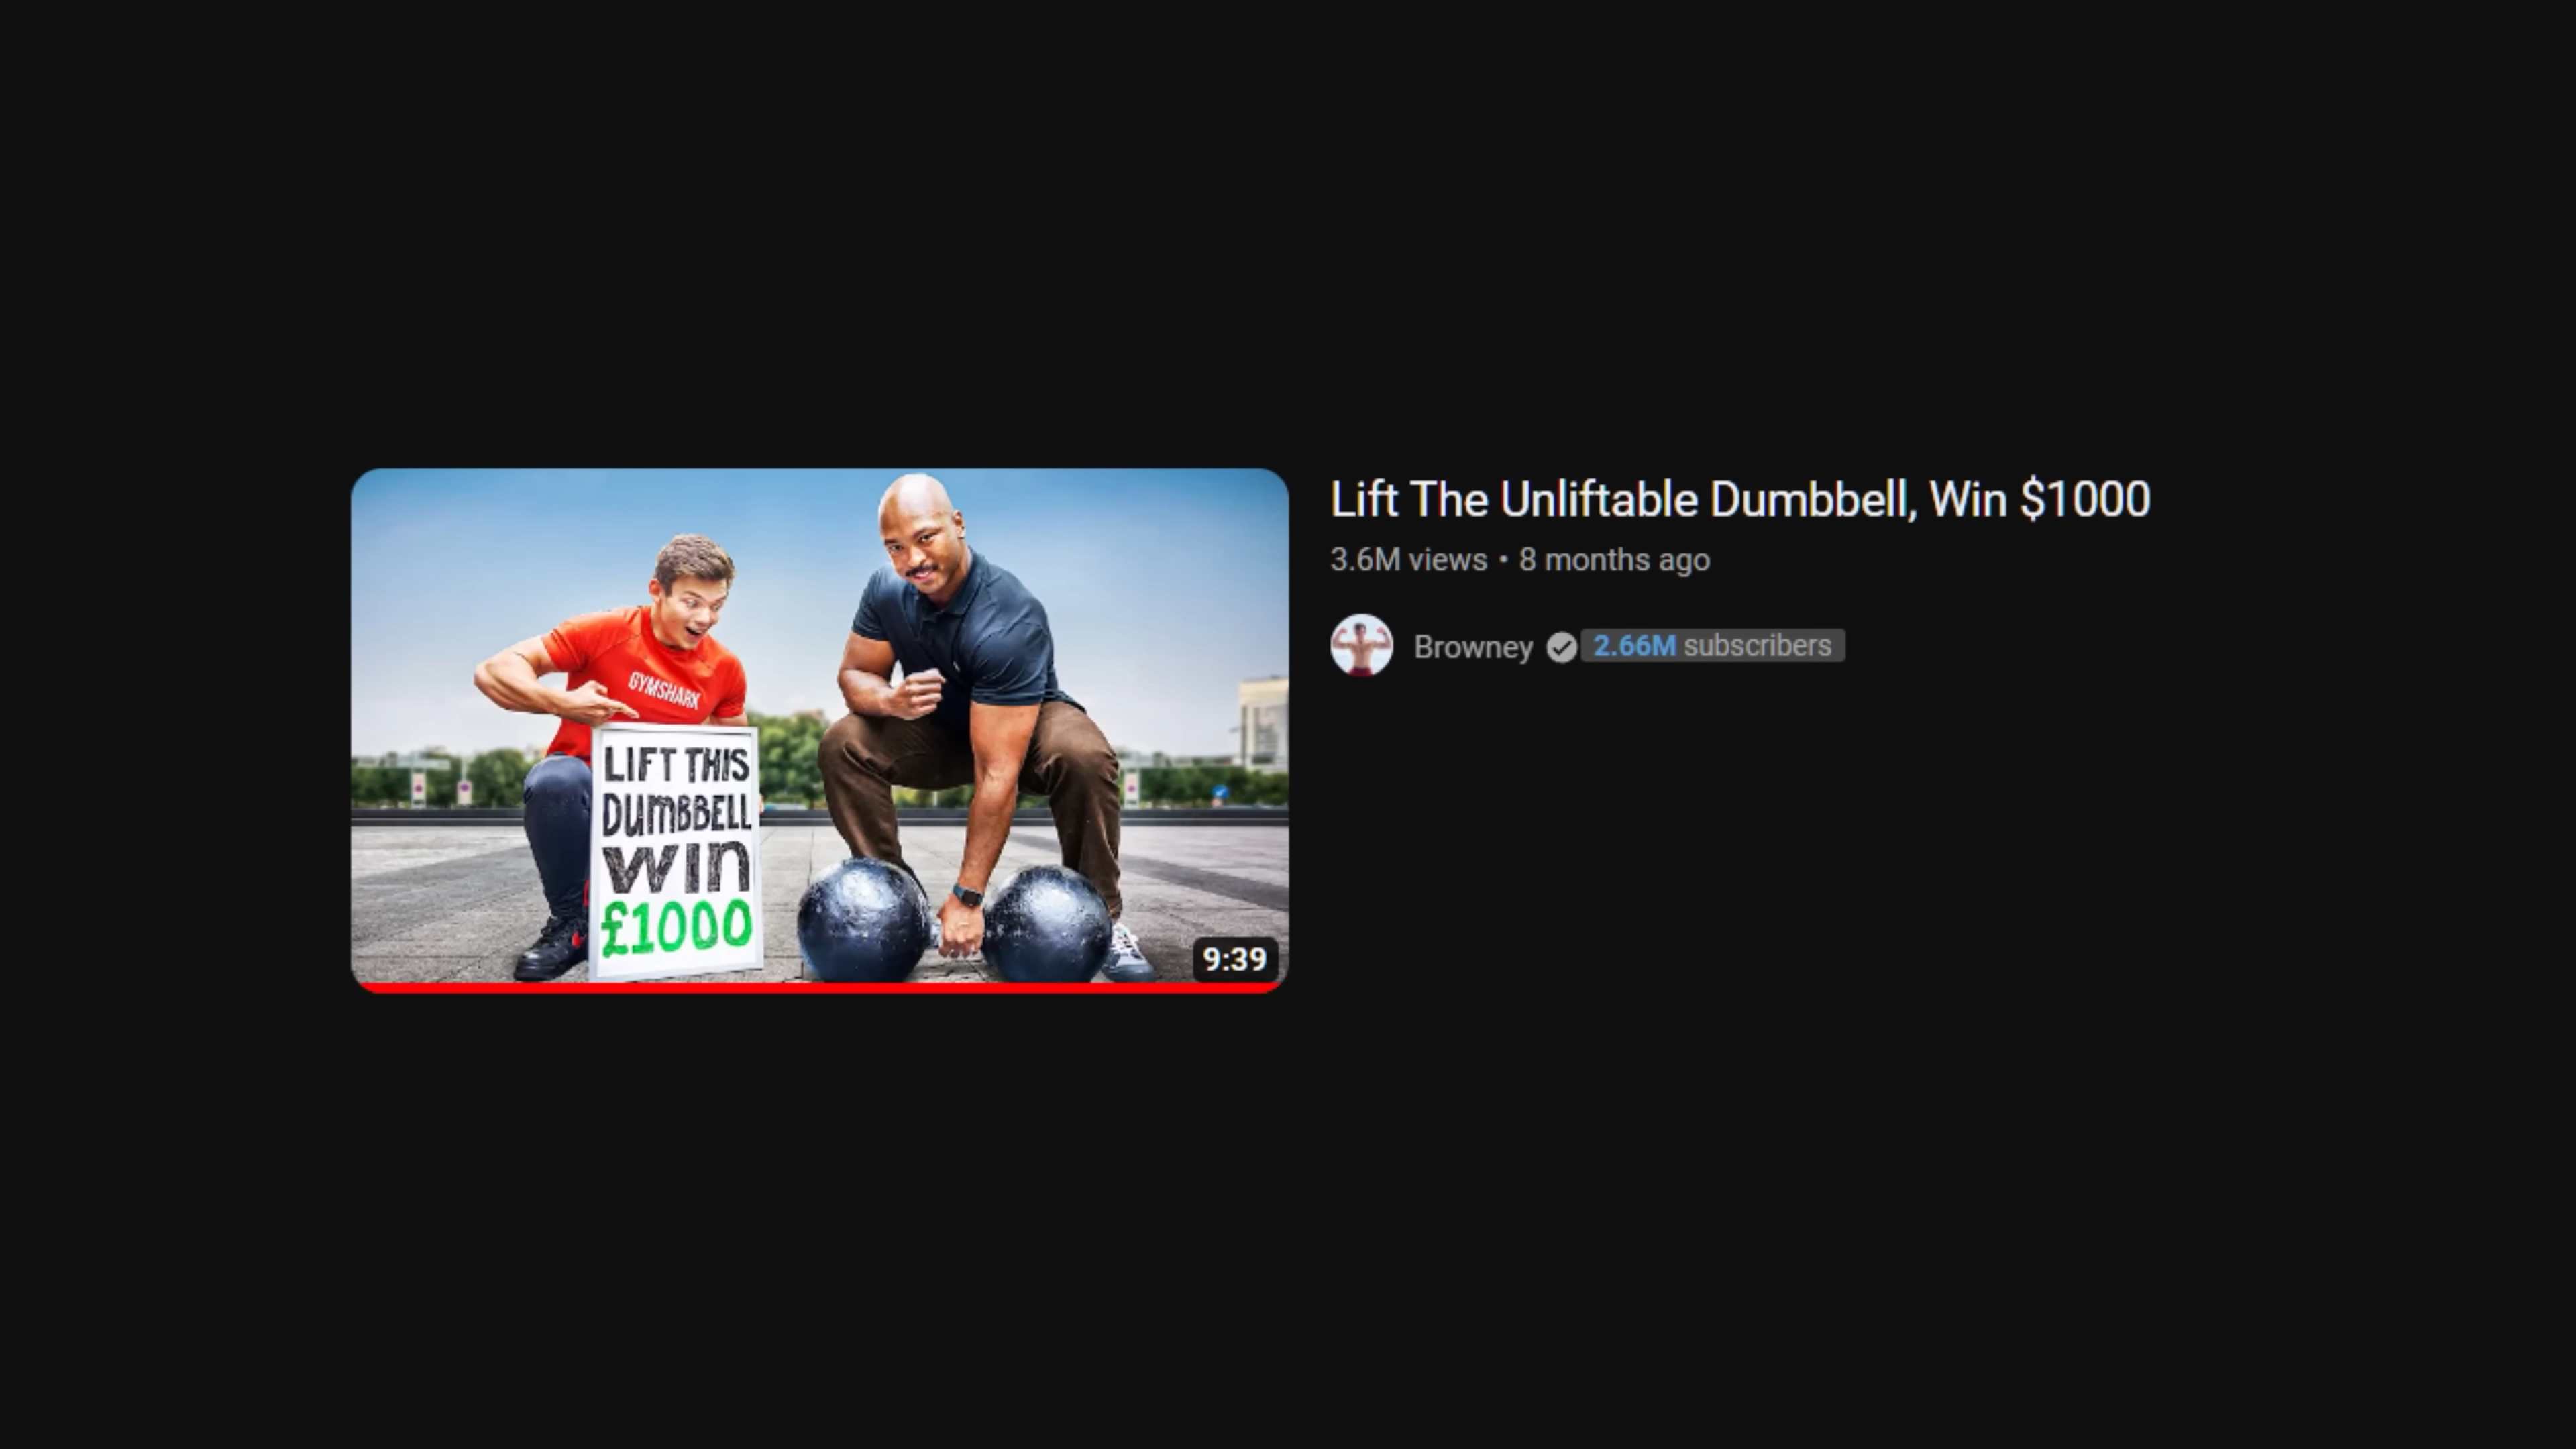 GYMSHARK
LIFT THIS
DUMBBELL
WIN
£1000
9:39
Lift The Unliftable Dumbbell, Win $1000
3.6M views • 8 months ago
Browney 2.66M subscribers